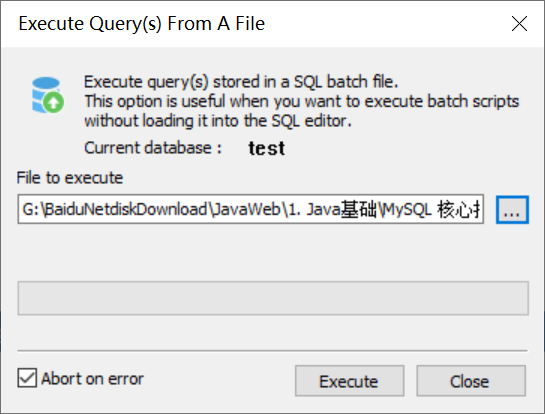 Execute Query(s) From A File
Execute query(s) stored in a SQL batch file.
This option is useful when you want to execute batch scripts
without loading it into the SQL editor.
Current database : test
File to execute
G:\BaiduNetdiskDownload\JavaWeb\1. Java基础\MySQL 核心
...
Abort on error
Execute
Close